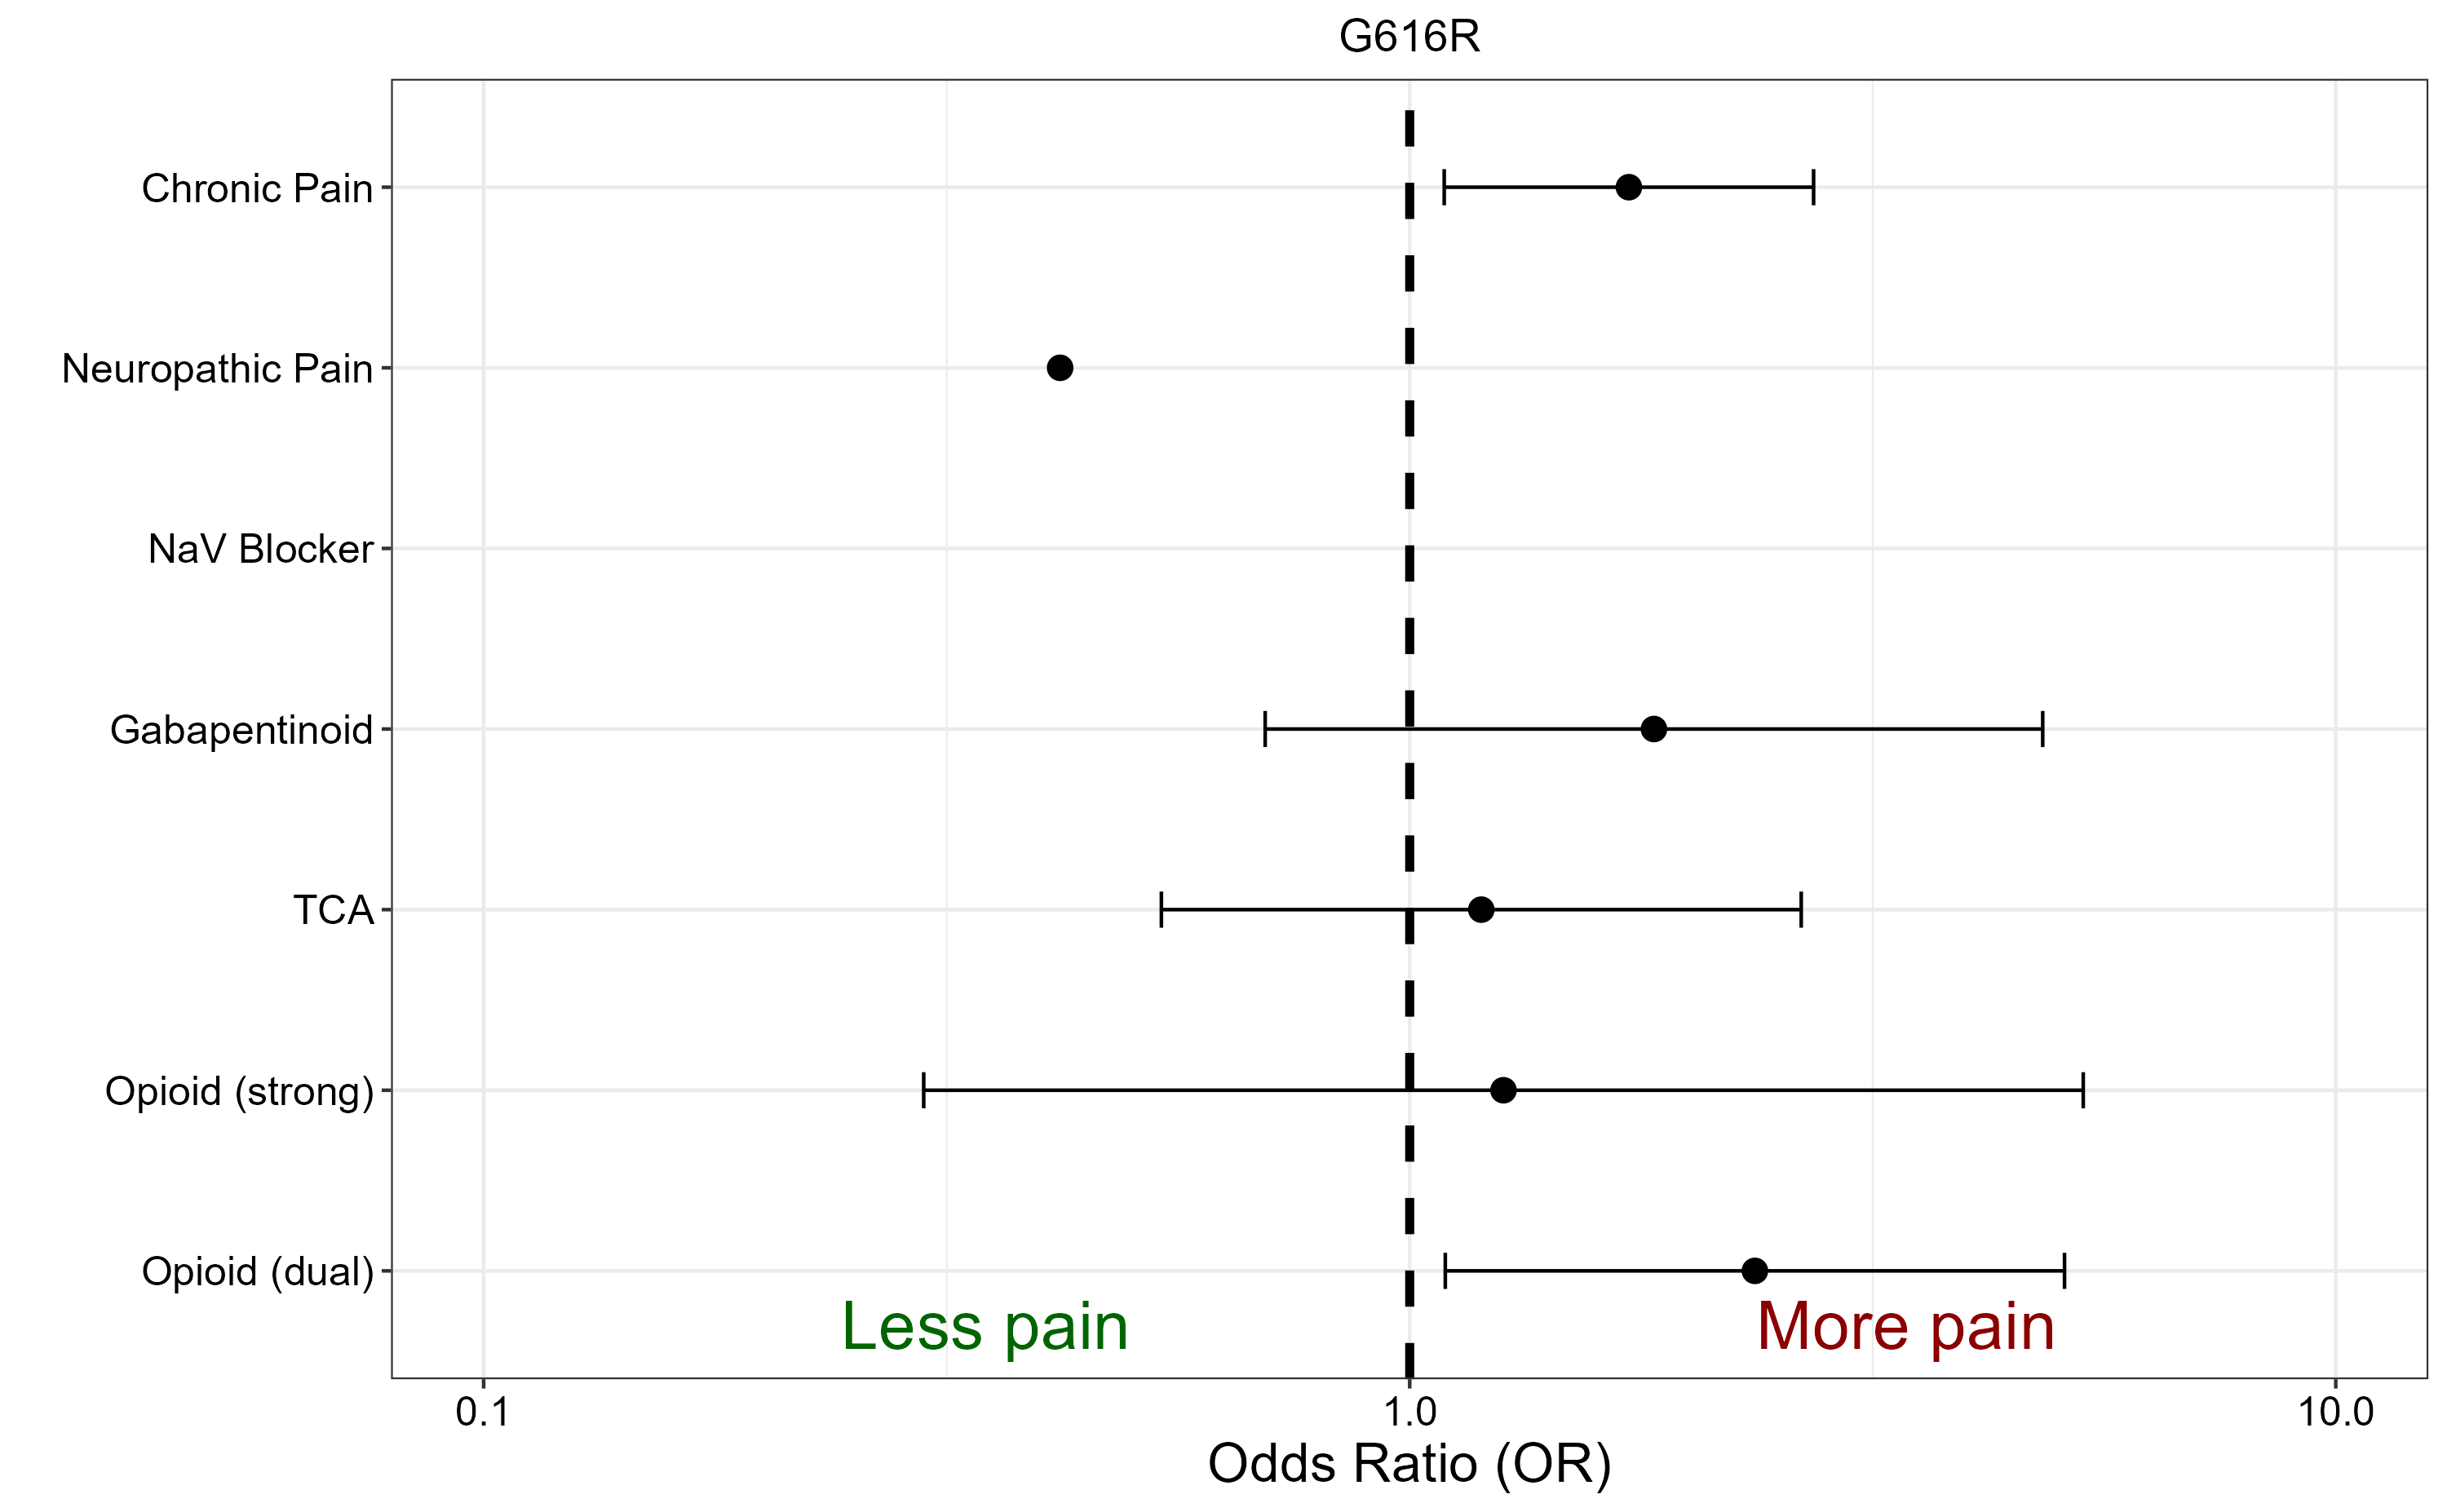 G616R
Chronic Pain
Neuropathic Pain
NaV Blocker
Gabapentinoid
TCA
Opioid (strong)
Opioid (dual)
Less pain
More pain
0.1
1.0
10.0
Odds Ratio (OR)